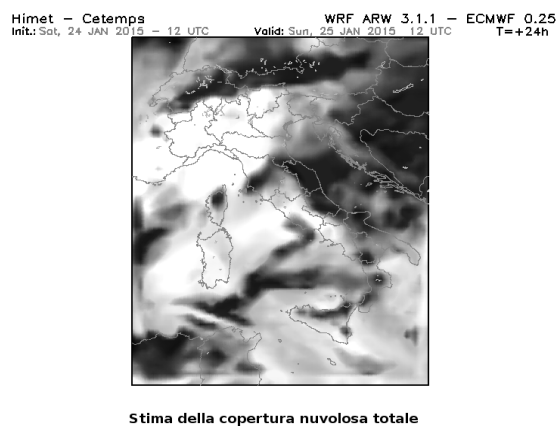 Himet – Cetemps WRF ARW 3.1.1 – ECMWF 0.25
Init.: Sat, 24 JAN 2015 – 12 UTC Valid: Sun, 25 JAN 2015 12 UTC T=+24h
Stima della copertura nuvolosa totale